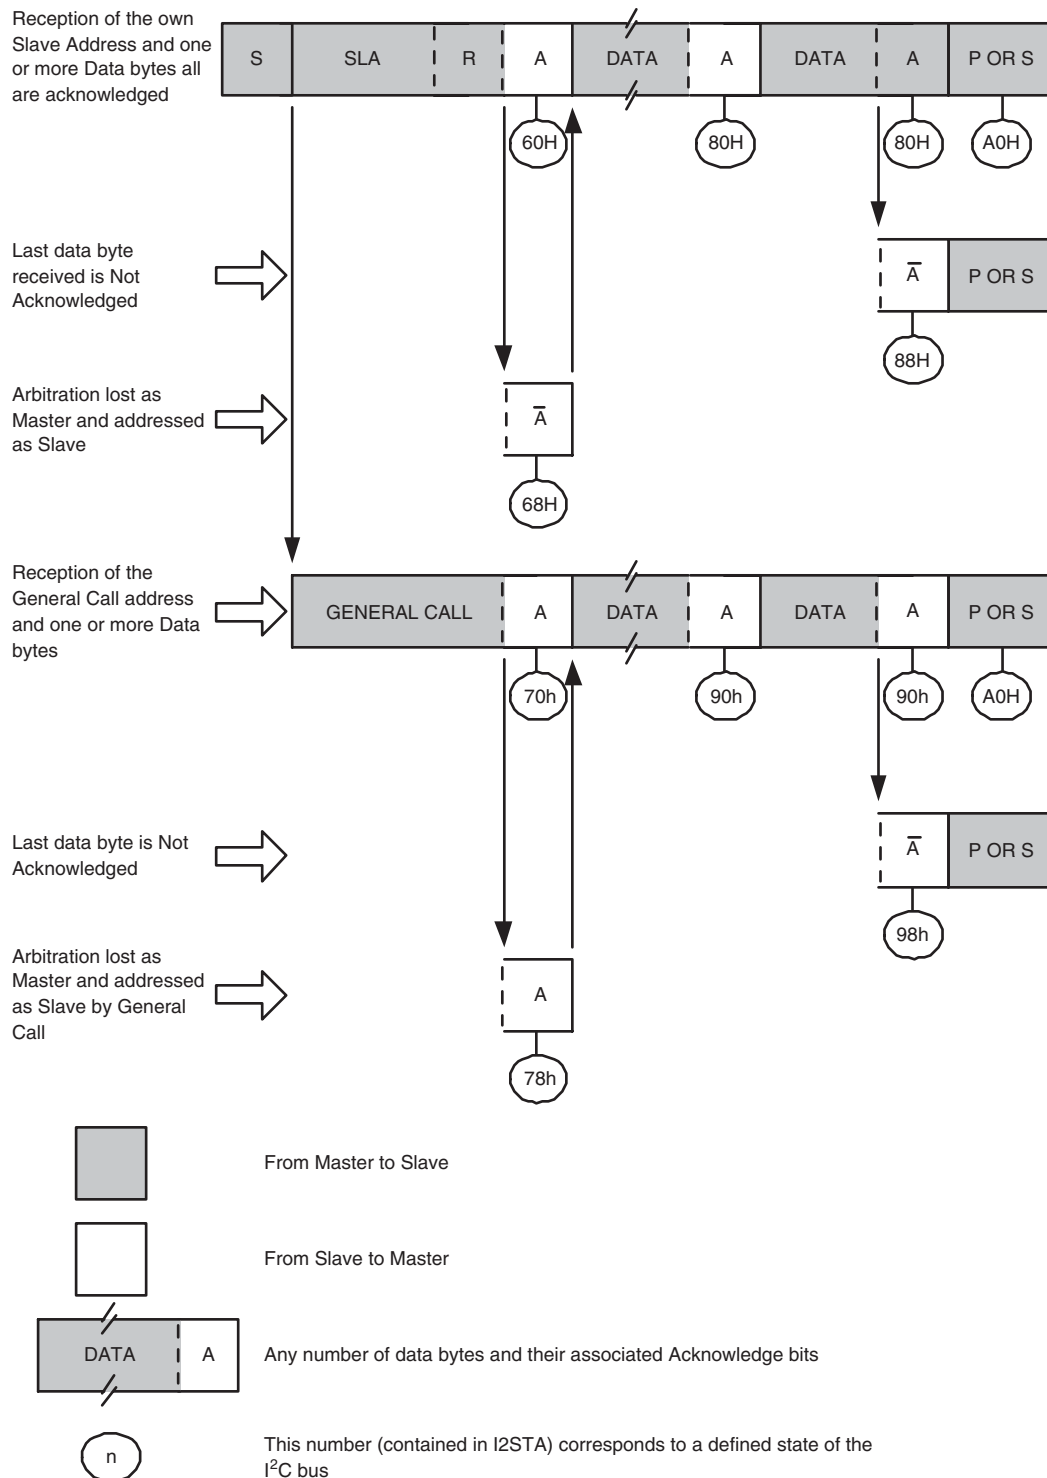 Reception of the own
Slave Address and one
or more Data bytes all
are acknowledged
S SLA R A DATA A DATA A P OR S
60H 80H 80H A0H
Last data byte
received is Not
Acknowledged
A̅ P OR S
88H
Arbitration lost as
Master and addressed
as Slave
A̅
68H
Reception of the
General Call address
and one or more Data
bytes
GENERAL CALL A DATA A DATA A P OR S
70h 90h 90h A0H
Last data byte is Not
Acknowledged
A̅ P OR S
98h
Arbitration lost as
Master and addressed
as Slave by General
Call
A
78h
From Master to Slave
From Slave to Master
DATA A
Any number of data bytes and their associated Acknowledge bits
n
This number (contained in I2STA) corresponds to a defined state of the
I²C bus